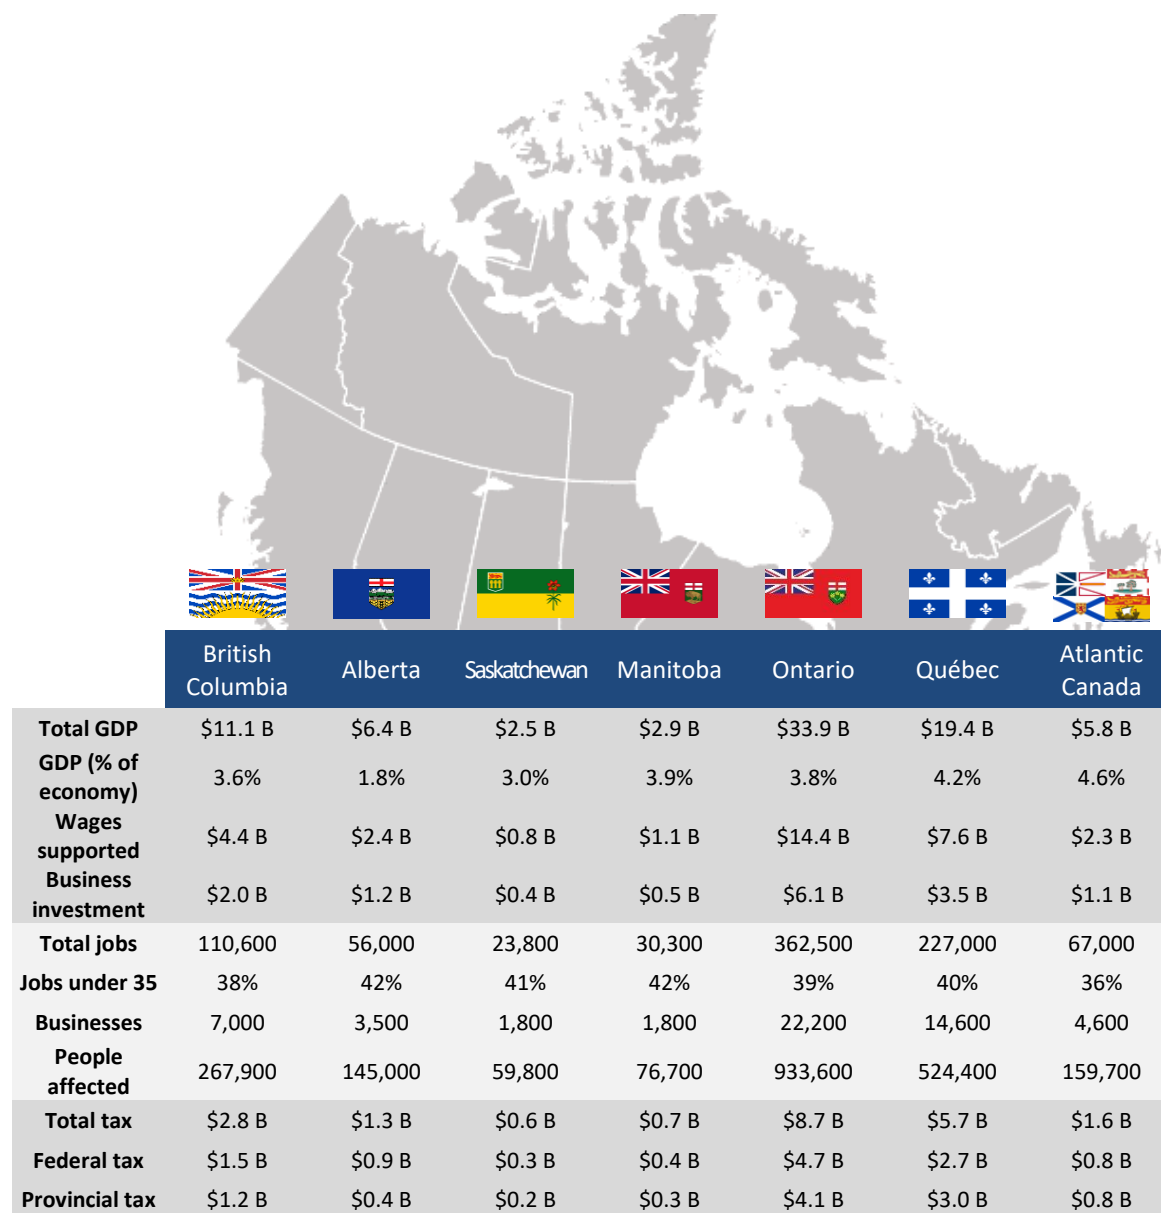 British Columbia Alberta Saskatchewan Manitoba Ontario Québec Atlantic Canada
Total GDP $11.1 B $6.4 B $2.5 B $2.9 B $33.9 B $19.4 B $5.8 B
GDP (% of economy) 3.6% 1.8% 3.0% 3.9% 3.8% 4.2% 4.6%
Wages supported $4.4 B $2.4 B $0.8 B $1.1 B $14.4 B $7.6 B $2.3 B
Business investment $2.0 B $1.2 B $0.4 B $0.5 B $6.1 B $3.5 B $1.1 B
Total jobs 110,600 56,000 23,800 30,300 362,500 227,000 67,000
Jobs under 35 38% 42% 41% 42% 39% 40% 36%
Businesses 7,000 3,500 1,800 1,800 22,200 14,600 4,600
People affected 267,900 145,000 59,800 76,700 933,600 524,400 159,700
Total tax $2.8 B $1.3 B $0.6 B $0.7 B $8.7 B $5.7 B $1.6 B
Federal tax $1.5 B $0.9 B $0.3 B $0.4 B $4.7 B $2.7 B $0.8 B
Provincial tax $1.2 B $0.4 B $0.2 B $0.3 B $4.1 B $3.0 B $0.8 B